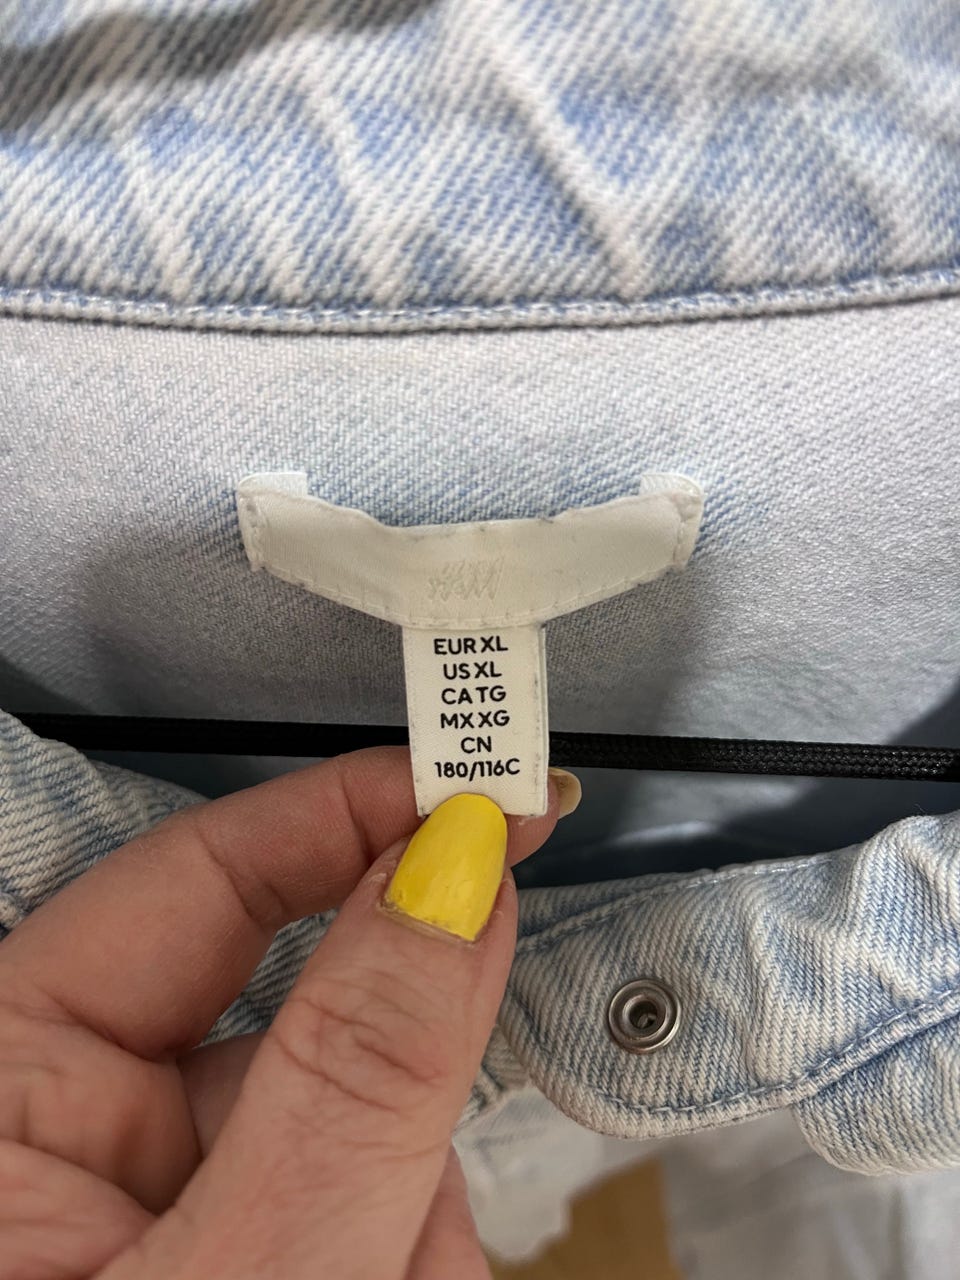 H&M
EUR XL
US XL
CA TG
MX XG
CN
180/116C